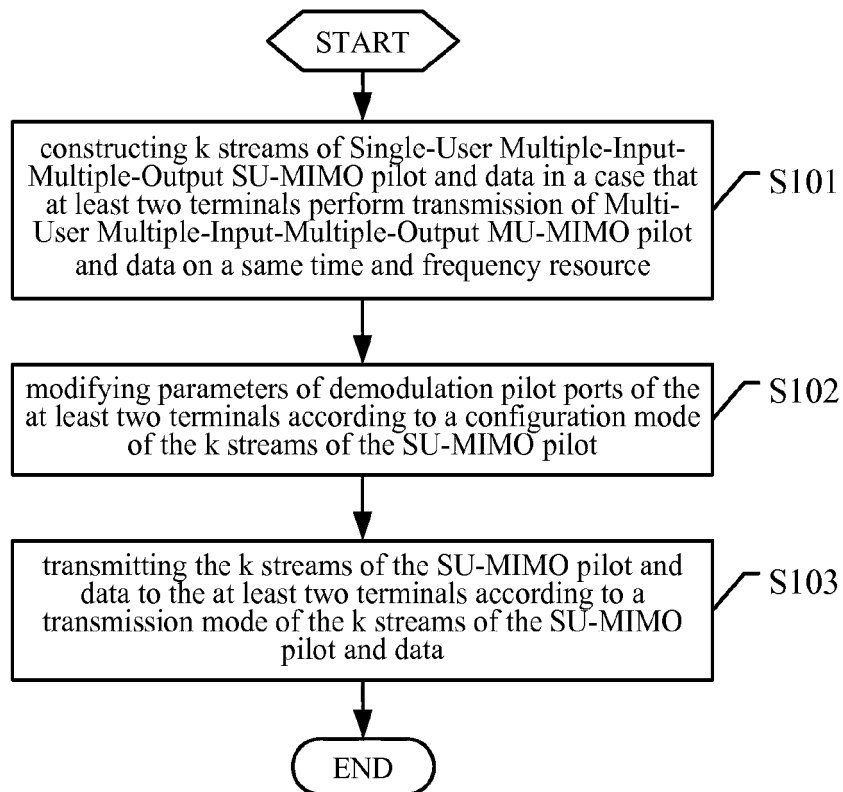 START
constructing k streams of Single-User Multiple-Input-
Multiple-Output SU-MIMO pilot and data in a case that
at least two terminals perform transmission of Multi-
User Multiple-Input-Multiple-Output MU-MIMO pilot
and data on a same time and frequency resource
S101
modifying parameters of demodulation pilot ports of the
at least two terminals according to a configuration mode
of the k streams of the SU-MIMO pilot
S102
transmitting the k streams of the SU-MIMO pilot and
data to the at least two terminals according to a
transmission mode of the k streams of the SU-MIMO
pilot and data
S103
END